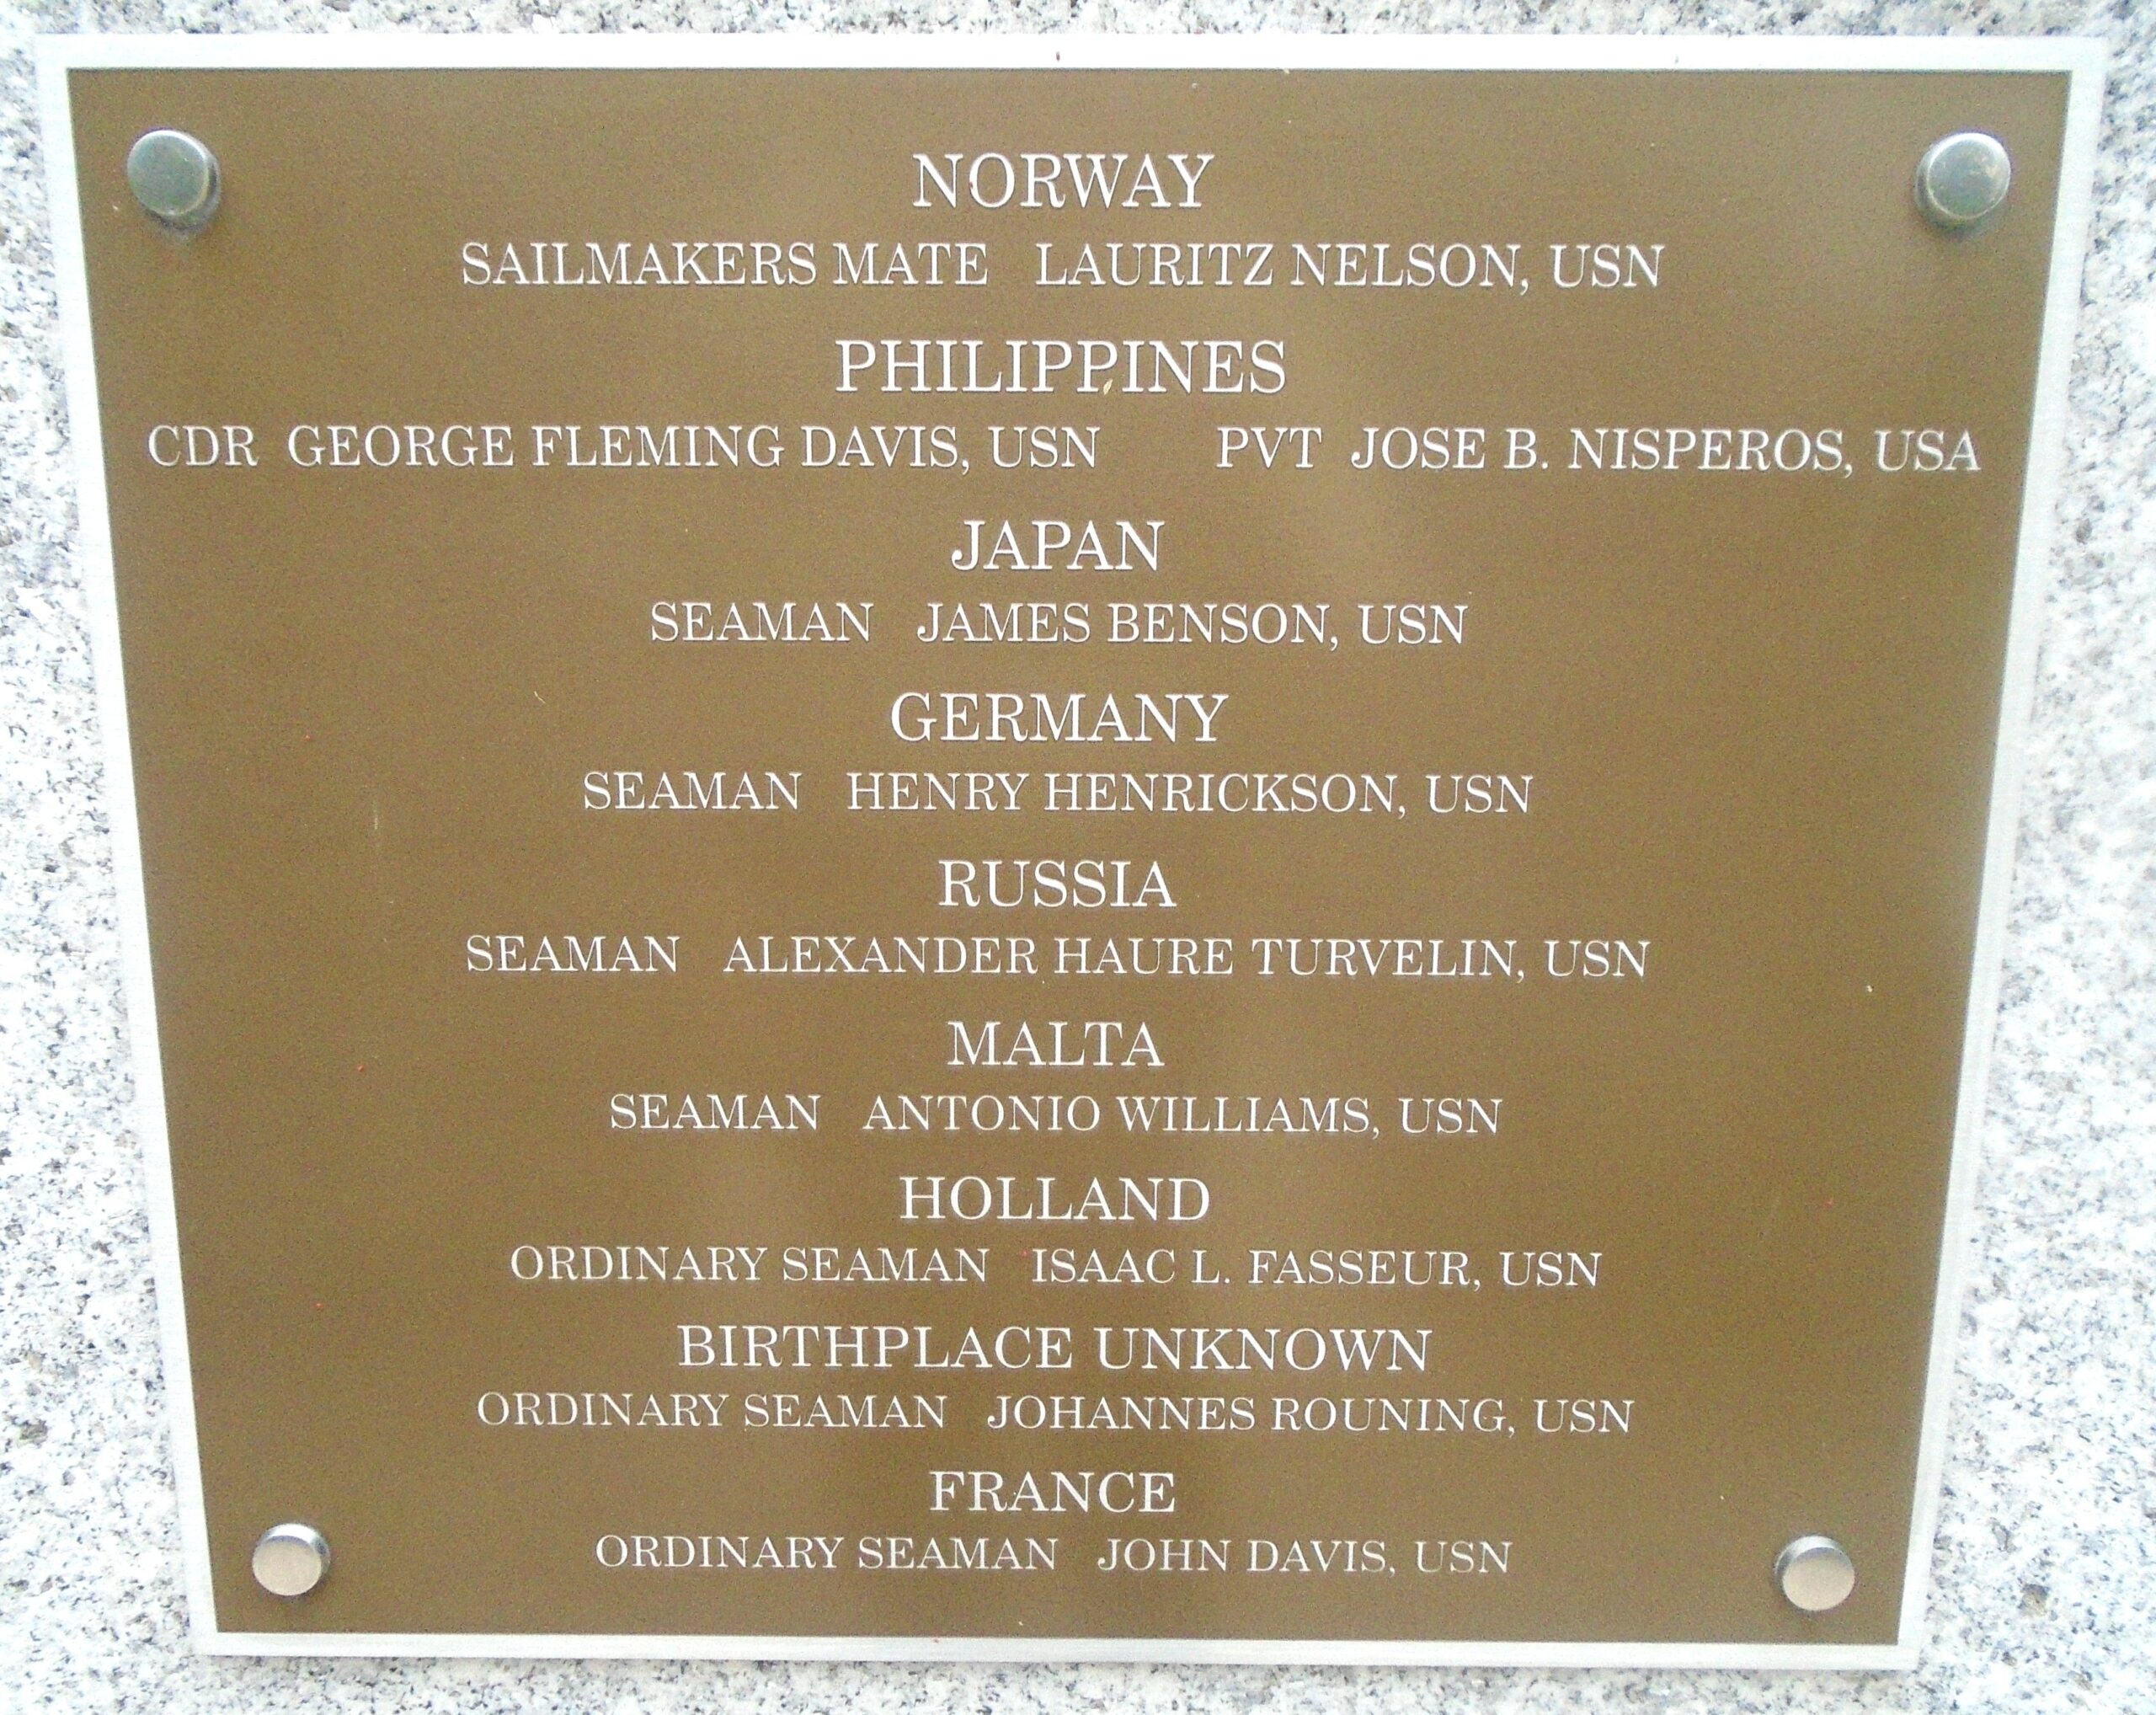 NORWAY
SAILMAKERS MATE LAURITZ NELSON, USN
PHILIPPINES
CDR GEORGE FLEMING DAVIS, USN PVT JOSE B. NISPEROS, USA
JAPAN
SEAMAN JAMES BENSON, USN
GERMANY
SEAMAN HENRY HENRICKSON, USN
RUSSIA
SEAMAN ALEXANDER HAURE TURVELIN, USN
MALTA
SEAMAN ANTONIO WILLIAMS, USN
HOLLAND
ORDINARY SEAMAN ISAAC L. FASSEUR, USN
BIRTHPLACE UNKNOWN
ORDINARY SEAMAN JOHANNES ROUNING, USN
FRANCE
ORDINARY SEAMAN JOHN DAVIS, USN